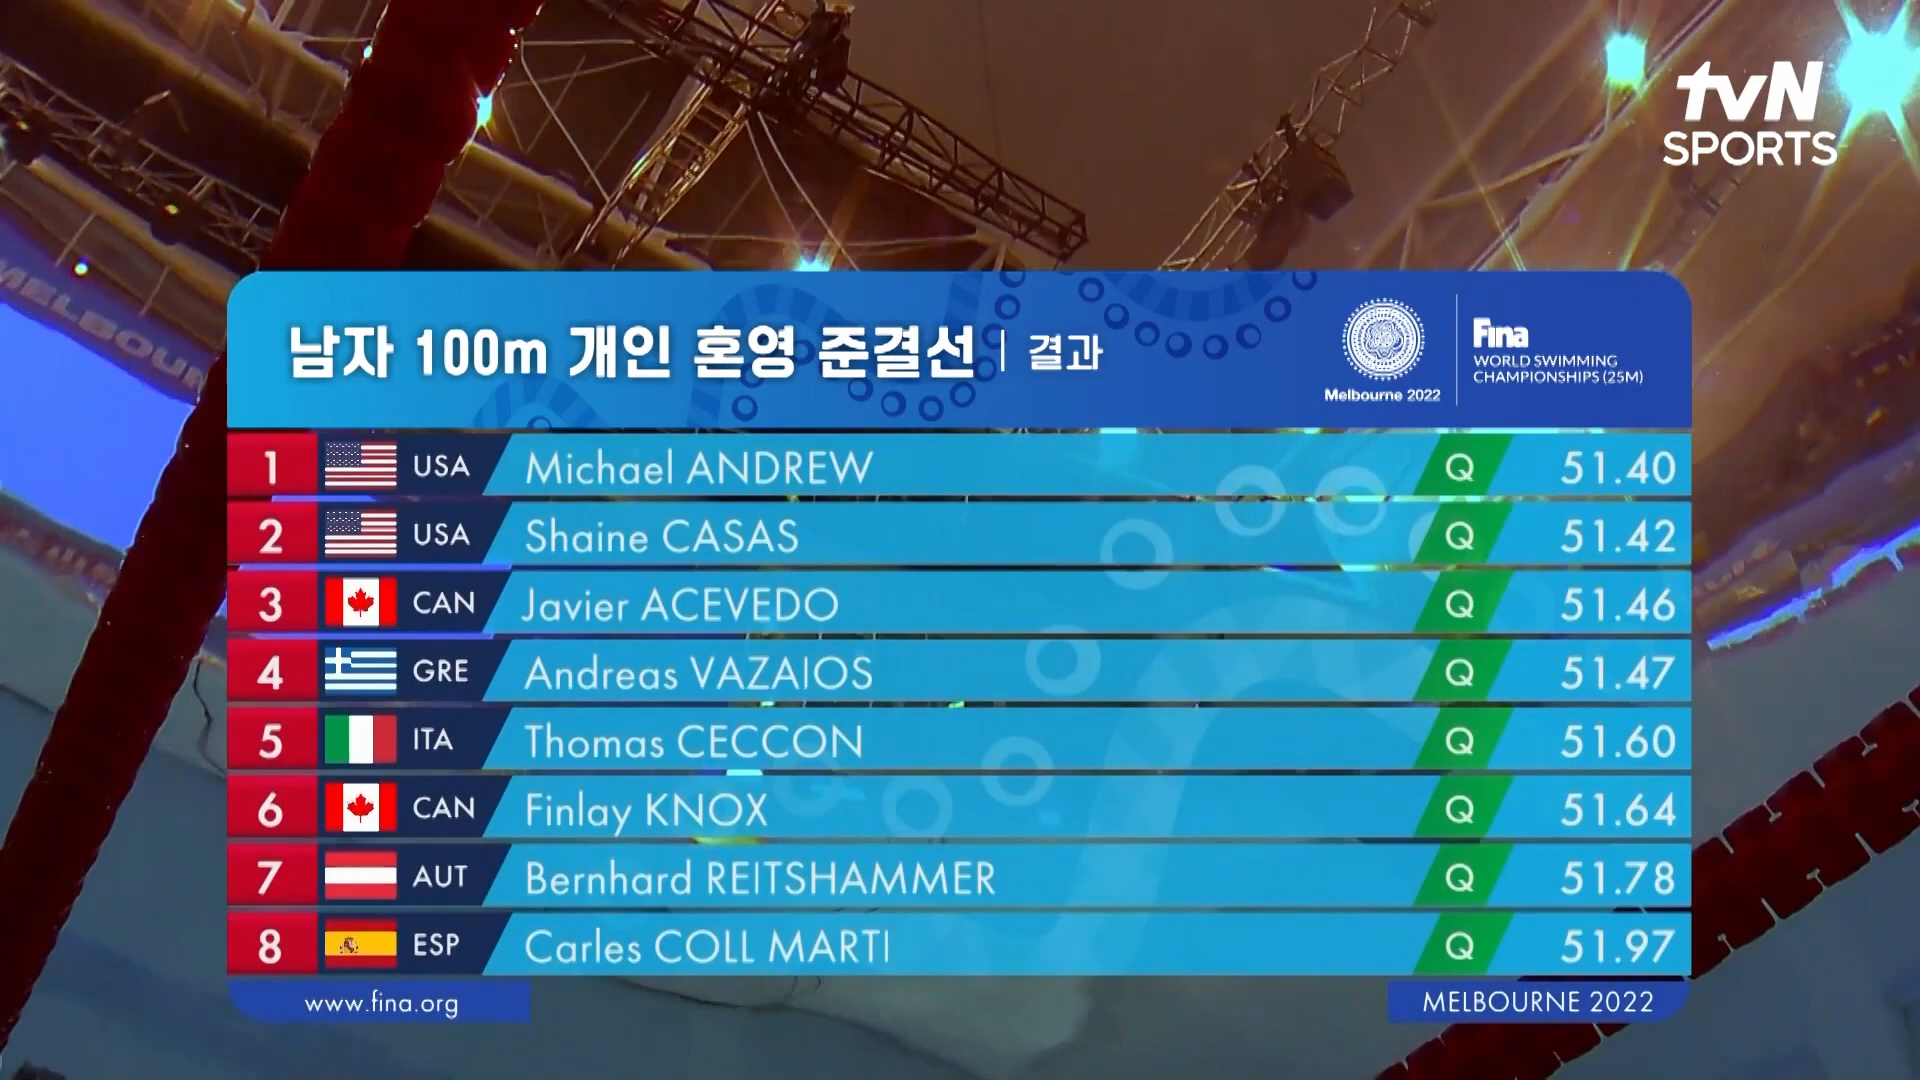 tvN
SPORTS
MELBOUR
남자 100m 개인 혼영 준결선 | 결과
Melbourne 2022
Fina
WORLD SWIMMING
CHAMPIONSHIPS (25M)
1 USA Michael ANDREW Q 51.40
2 USA Shaine CASAS Q 51.42
3 CAN Javier ACEVEDO Q 51.46
4 GRE Andreas VAZAIOS Q 51.47
5 ITA Thomas CECCON Q 51.60
6 CAN Finlay KNOX Q 51.64
7 AUT Bernhard REITSHAMMER Q 51.78
8 ESP Carles COLL MARTI Q 51.97
www.fina.org
MELBOURNE 2022